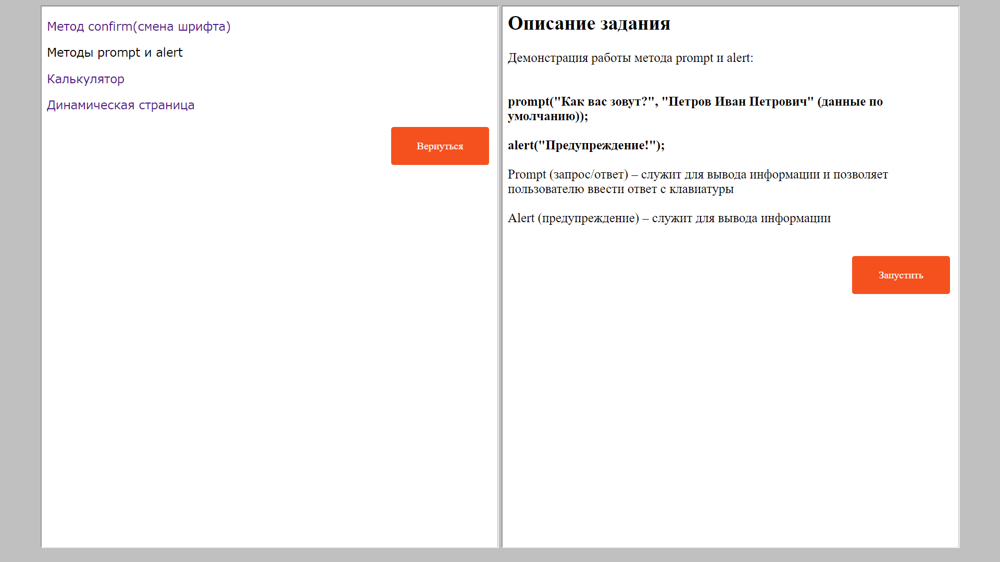 Метод confirm(смена шрифта)
Методы prompt и alert
Калькулятор
Динамическая страница
Вернуться
Описание задания
Демонстрация работы метода prompt и alert:
prompt("Как вас зовут?", "Петров Иван Петрович" (данные по
умолчанию));
alert("Предупреждение!");
Prompt (запрос/ответ) – служит для вывода информации и позволяет
пользователю ввести ответ с клавиатуры
Alert (предупреждение) – служит для вывода информации
Запустить